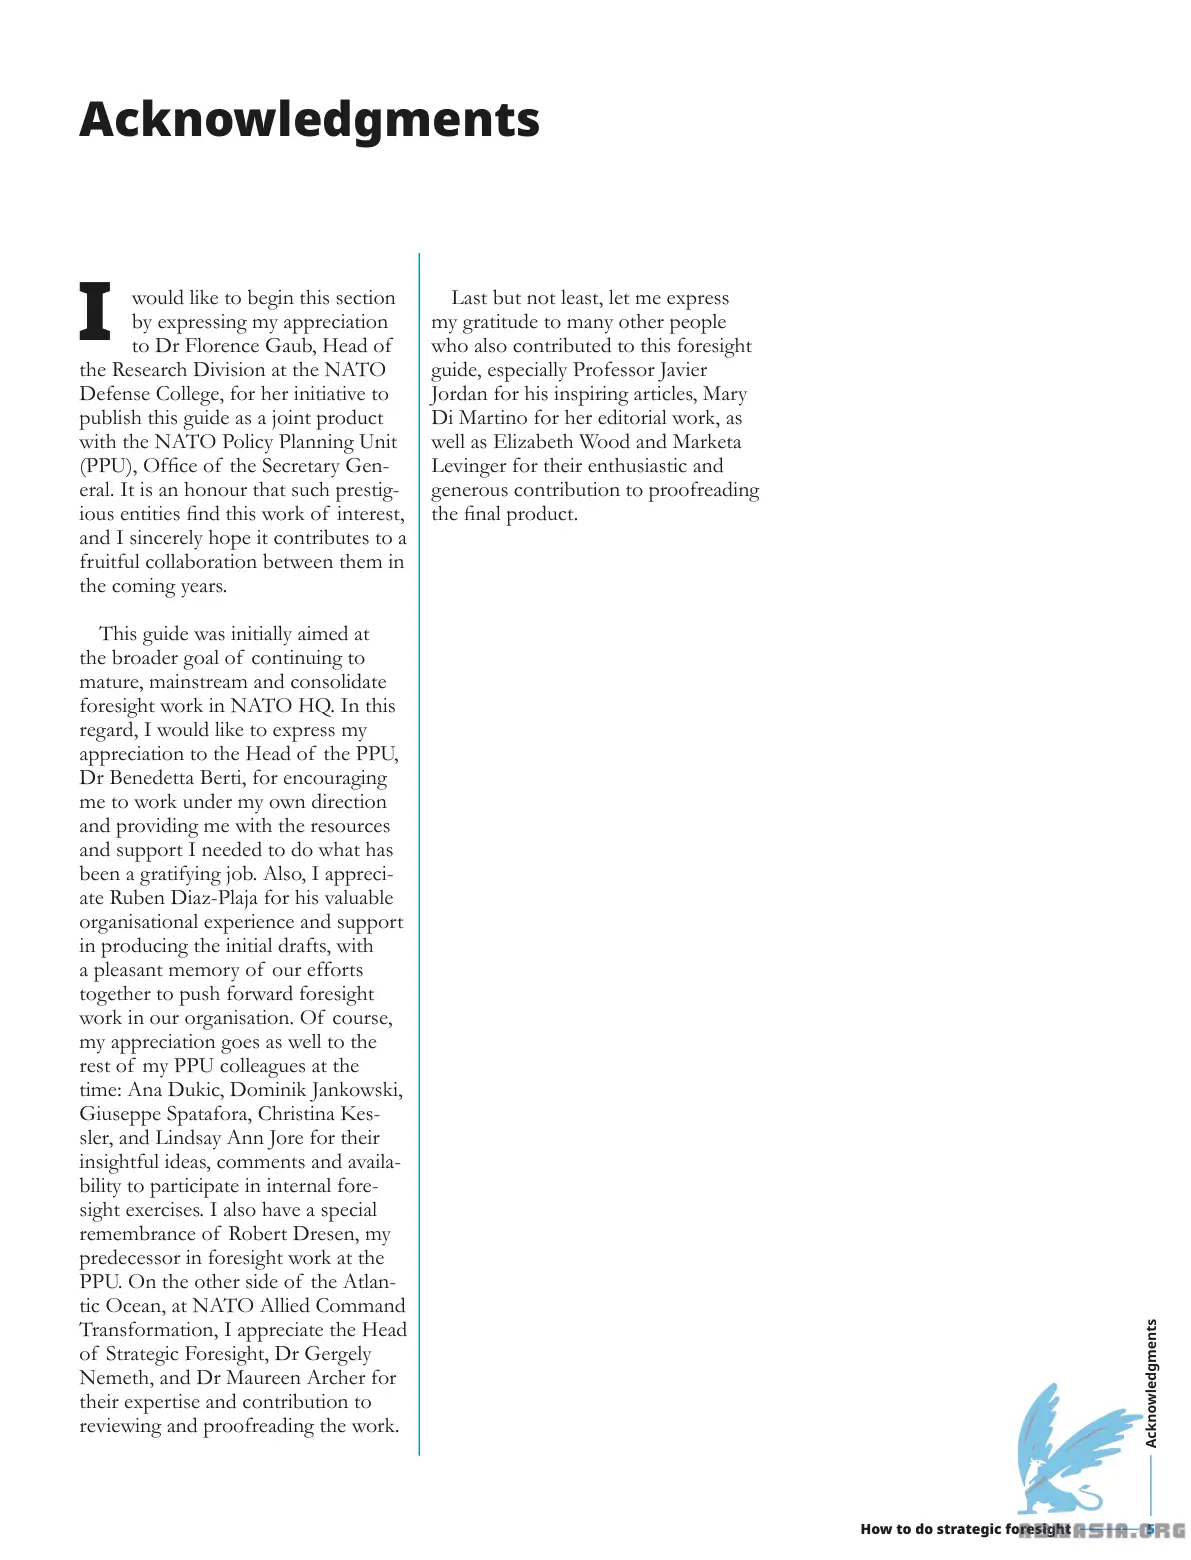 Acknowledgments
I would like to begin this section
by expressing my appreciation
to Dr Florence Gaub, Head of
the Research Division at the NATO
Defense College, for her initiative to
publish this guide as a joint product
with the NATO Policy Planning Unit
(PPU), Office of the Secretary Gen-
eral. It is an honour that such prestig-
ious entities find this work of interest,
and I sincerely hope it contributes to a
fruitful collaboration between them in
the coming years.
This guide was initially aimed at
the broader goal of continuing to
mature, mainstream and consolidate
foresight work in NATO HQ. In this
regard, I would like to express my
appreciation to the Head of the PPU,
Dr Benedetta Berti, for encouraging
me to work under my own direction
and providing me with the resources
and support I needed to do what has
been a gratifying job. Also, I appreci-
ate Ruben Diaz-Plaja for his valuable
organisational experience and support
in producing the initial drafts, with
a pleasant memory of our efforts
together to push forward foresight
work in our organisation. Of course,
my appreciation goes as well to the
rest of my PPU colleagues at the
time: Ana Dukic, Dominik Jankowski,
Giuseppe Spatafora, Christina Kes-
sler, and Lindsay Ann Jore for their
insightful ideas, comments and availa-
bility to participate in internal fore-
sight exercises. I also have a special
remembrance of Robert Dresen, my
predecessor in foresight work at the
PPU. On the other side of the Atlan-
tic Ocean, at NATO Allied Command
Transformation, I appreciate the Head
of Strategic Foresight, Dr Gergely
Nemeth, and Dr Maureen Archer for
their expertise and contribution to
reviewing and proofreading the work.
Last but not least, let me express
my gratitude to many other people
who also contributed to this foresight
guide, especially Professor Javier
Jordan for his inspiring articles, Mary
Di Martino for her editorial work, as
well as Elizabeth Wood and Marketa
Levinger for their enthusiastic and
generous contribution to proofreading
the final product.
Acknowledgments
How to do strategic foresight
5